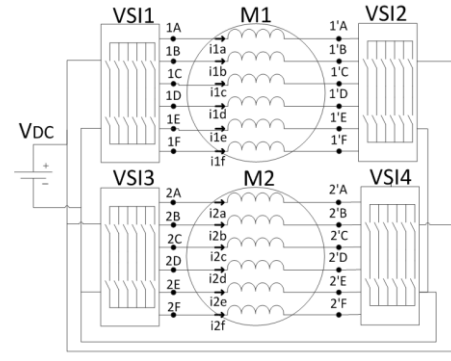 VSI1 M1 VSI2
1A 1'A
i1a
1B 1'B
i1b
1C 1'C
i1c
1D 1'D
i1d
1E 1'E
i1e
1F 1'F
i1f
VDC
+
-
VSI3 M2 VSI4
2A 2'A
i2a
2B 2'B
i2b
2C 2'C
i2c
2D 2'D
i2d
2E 2'E
i2e
2F 2'F
i2f